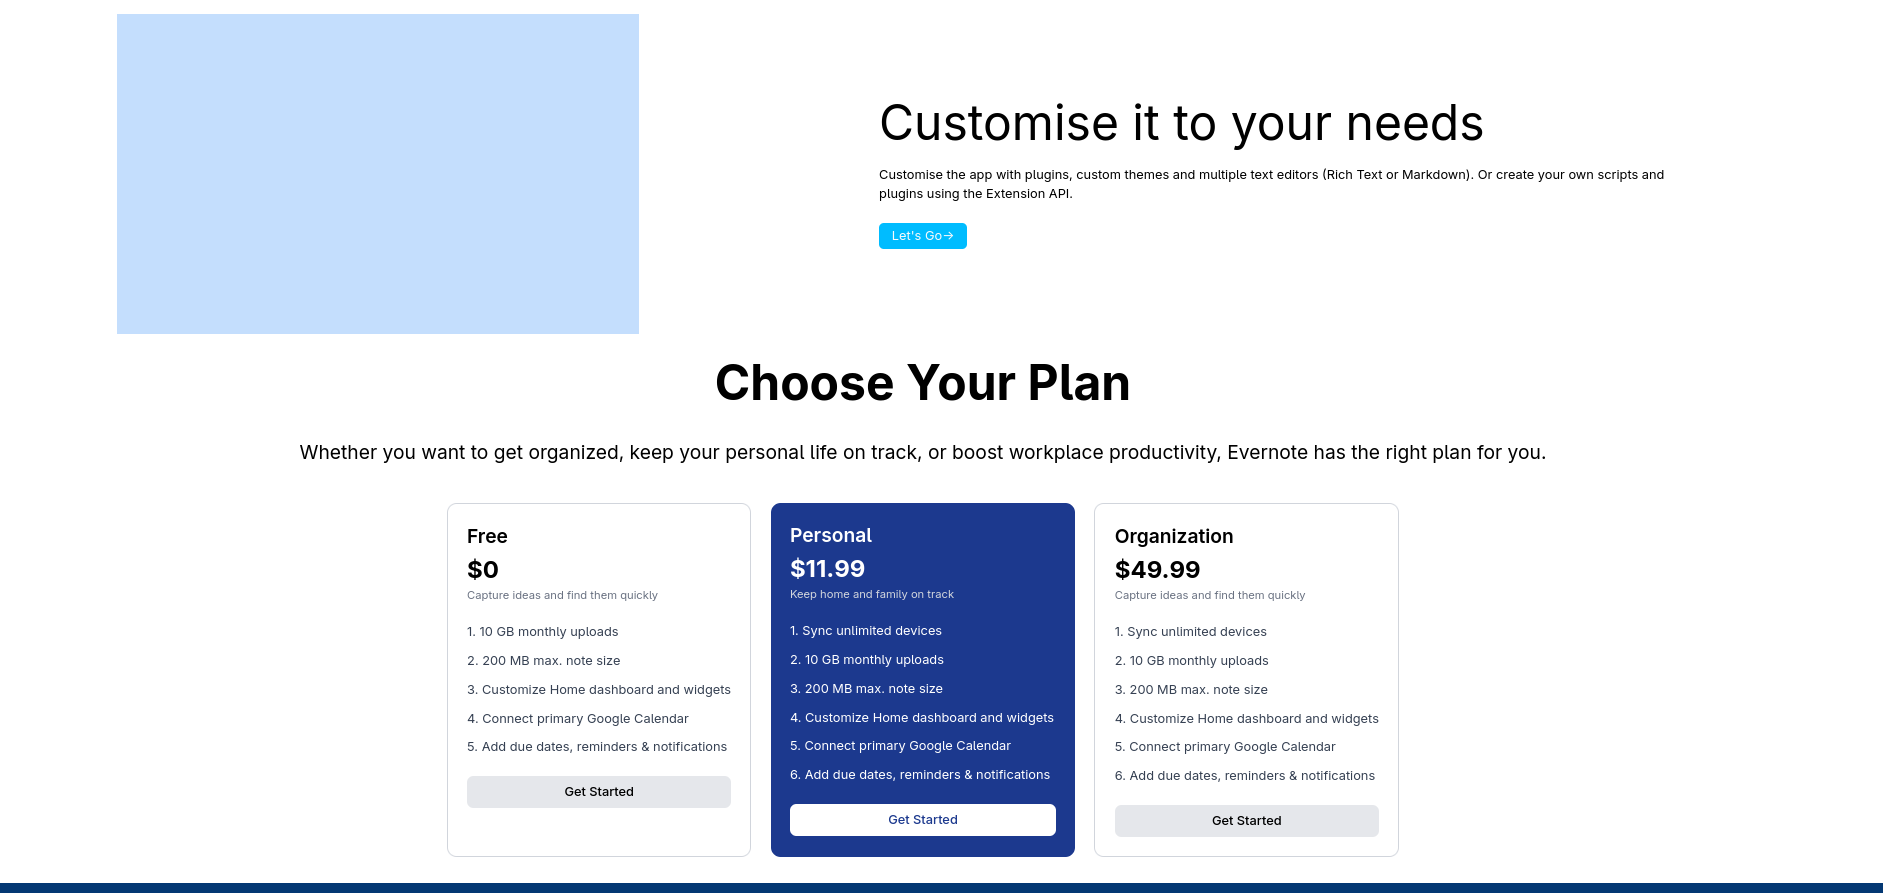 Customise it to your needs
Customise the app with plugins, custom themes and multiple text editors (Rich Text or Markdown). Or create your own scripts and
plugins using the Extension API.
Let's Go→
Choose Your Plan
Whether you want to get organized, keep your personal life on track, or boost workplace productivity, Evernote has the right plan for you.
Free
$0
Capture ideas and find them quickly
1. 10 GB monthly uploads
2. 200 MB max. note size
3. Customize Home dashboard and widgets
4. Connect primary Google Calendar
5. Add due dates, reminders & notifications
Get Started
Personal
$11.99
Keep home and family on track
1. Sync unlimited devices
2. 10 GB monthly uploads
3. 200 MB max. note size
4. Customize Home dashboard and widgets
5. Connect primary Google Calendar
6. Add due dates, reminders & notifications
Get Started
Organization
$49.99
Capture ideas and find them quickly
1. Sync unlimited devices
2. 10 GB monthly uploads
3. 200 MB max. note size
4. Customize Home dashboard and widgets
5. Connect primary Google Calendar
6. Add due dates, reminders & notifications
Get Started